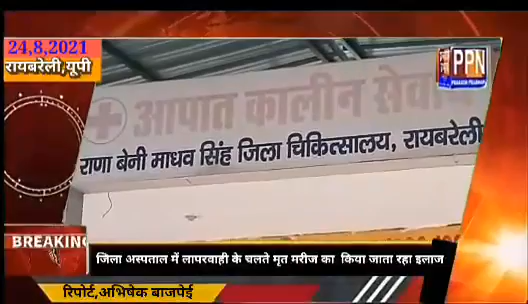 24,8,2021
रायबरेली,यूपी
PPN
आपात कालीन सेवा
राणा बेनी माधव सिंह जिला चिकित्सालय, रायबरेली
BREAKING
जिला अस्पताल में लापरवाही के चलते मृत मरीज का किया जाता रहा इलाज
रिपोर्ट,अभिषेक बाजपेई